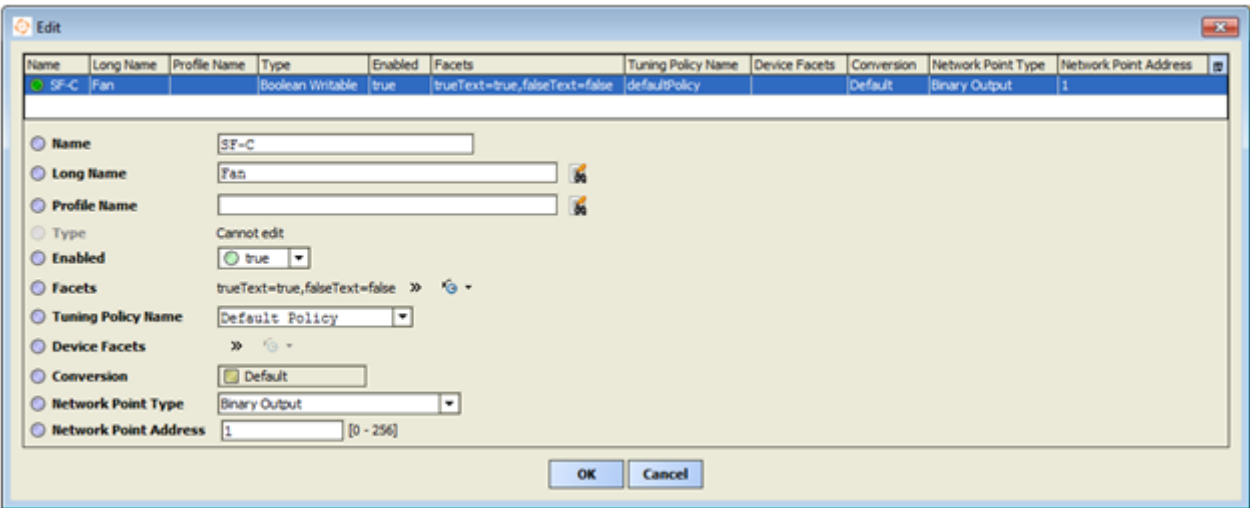 Edit
Name Long Name Profile Name Type Enabled Facets Tuning Policy Name Device Facets Conversion Network Point Type Network Point Address
SF-C Fan Boolean Writable true trueText=true,falseText=false defaultPolicy Default Binary Output 1
Name SF-C
Long Name Fan
Profile Name
Type Cannot edit
Enabled true
Facets trueText=true,falseText=false »
Tuning Policy Name Default Policy
Device Facets »
Conversion Default
Network Point Type Binary Output
Network Point Address 1 [0 - 256]
OK Cancel